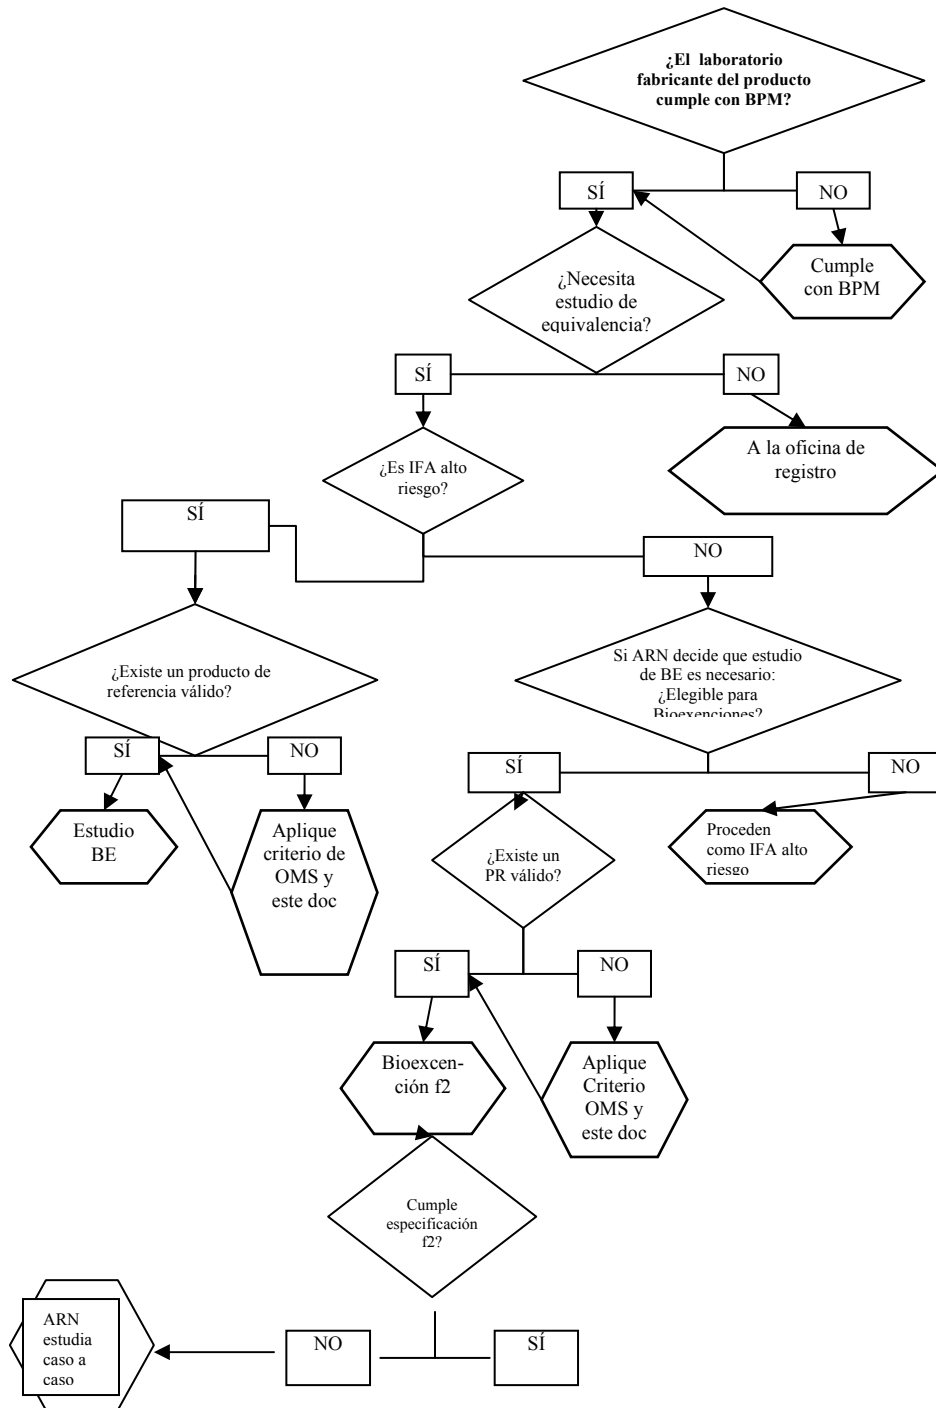 ¿El laboratorio
fabricante del producto
cumple con BPM?
SÍ
NO
Cumple
con BPM
¿Necesita
estudio de
equivalencia?
SÍ
NO
A la oficina de
registro
¿Es IFA alto
riesgo?
SÍ
NO
¿Existe un producto de
referencia válido?
Si ARN decide que estudio
de BE es necesario:
¿Elegible para
Bioexenciones?
SÍ
NO
SÍ
NO
Estudio
BE
Aplique
criterio de
OMS y
este doc
¿Existe un
PR válido?
Proceden
como IFA alto
riesgo
SÍ
NO
Bioexcen-
ción f2
Aplique
Criterio
OMS y
este doc
Cumple
especificación
f2?
ARN
estudia
caso a
caso
NO
SÍ